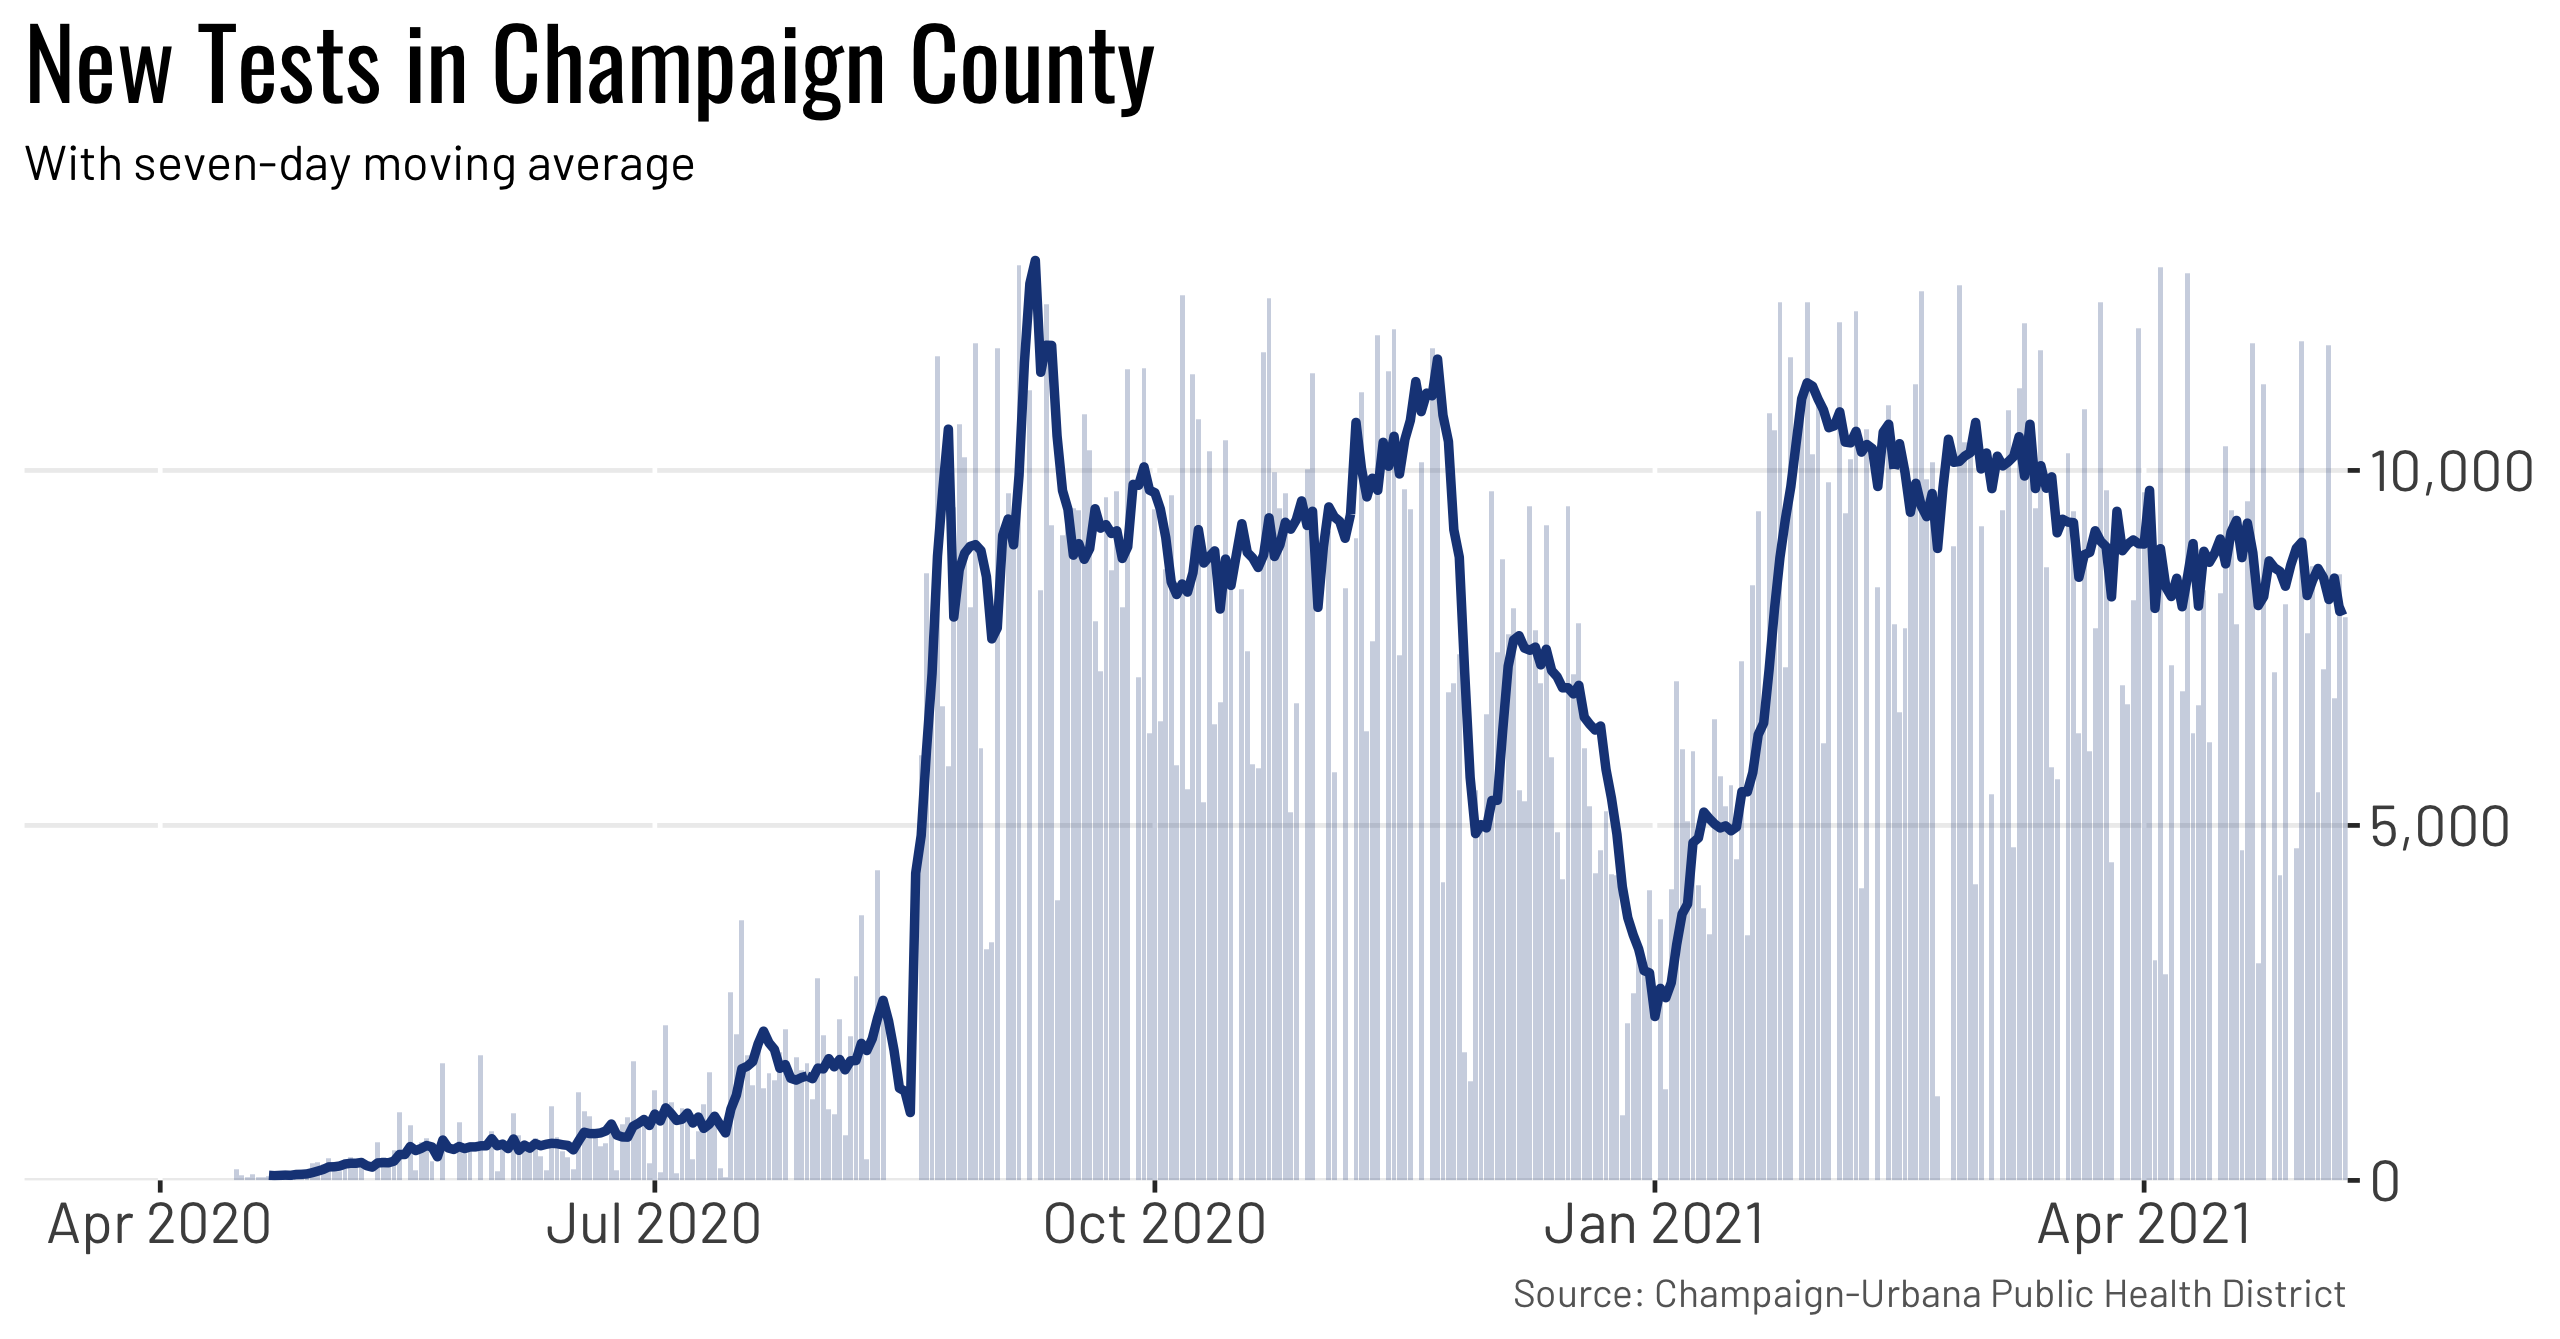 New Tests in Champaign County
With seven-day moving average
10,000
5,000
0
Apr 2020
Jul 2020
Oct 2020
Jan 2021
Apr 2021
Source: Champaign-Urbana Public Health District